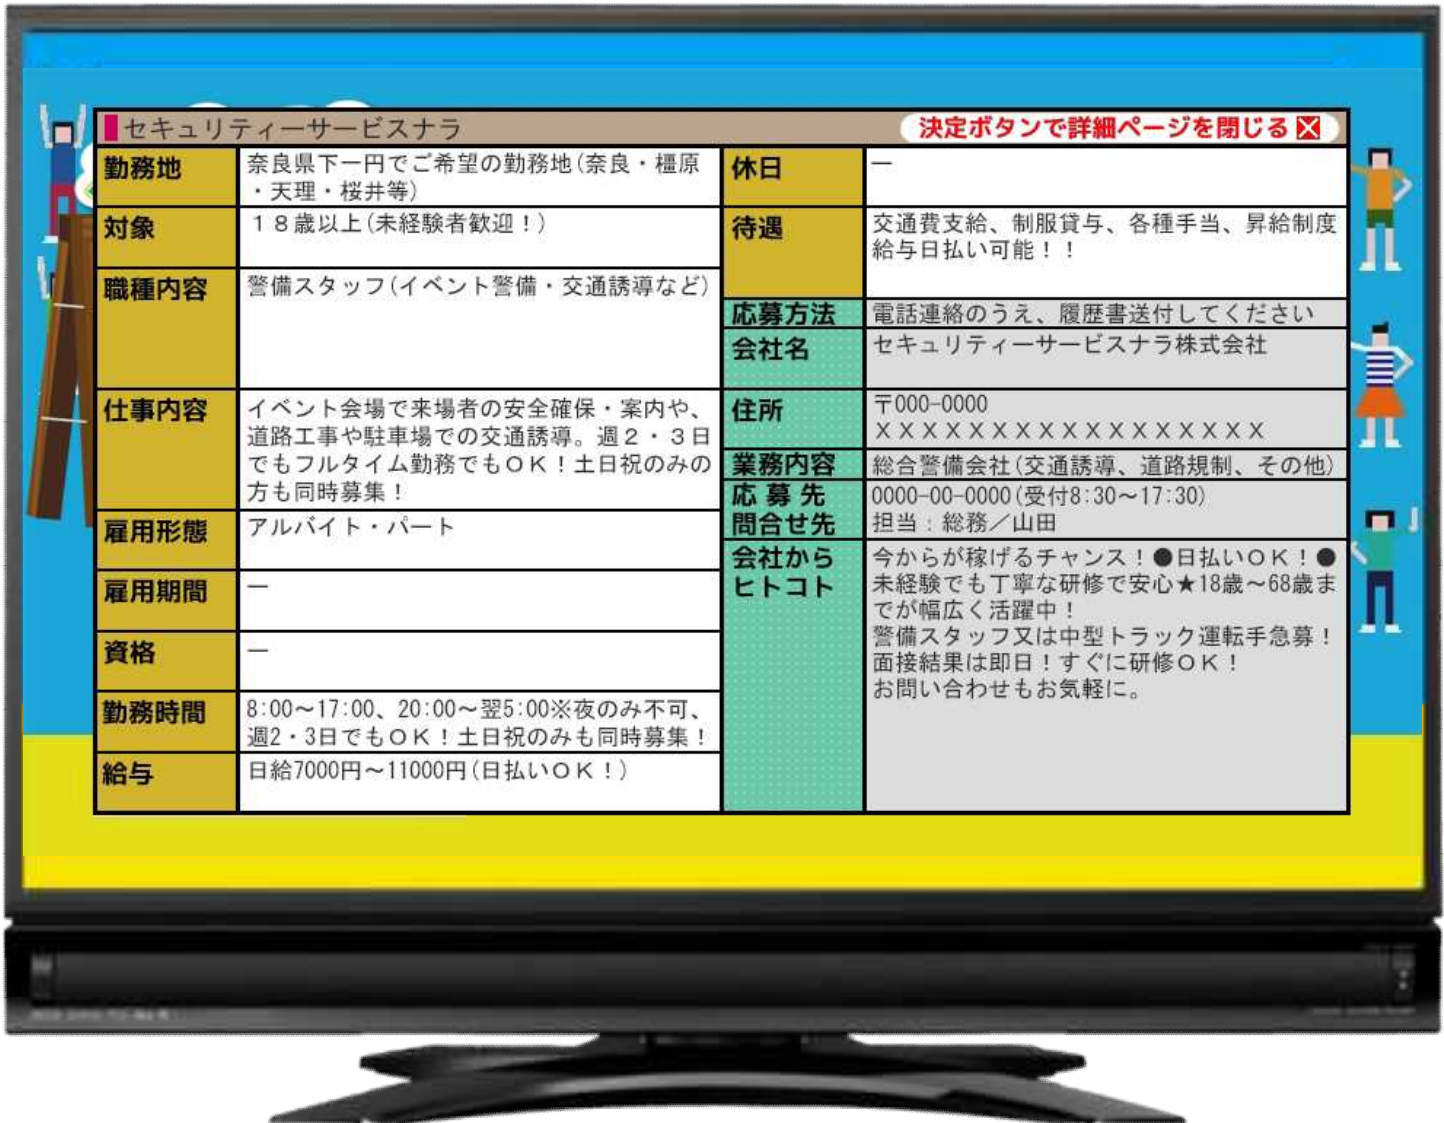 セキュリティーサービスナラ
決定ボタンで詳細ページを閉じる
勤務地
奈良県下一円でご希望の勤務地(奈良・橿原
・天理・桜井等)
対象
１８歳以上(未経験者歓迎！)
職種内容
警備スタッフ(イベント警備・交通誘導など)
仕事内容
イベント会場で来場者の安全確保・案内や、
道路工事や駐車場での交通誘導。週２・３日
でもフルタイム勤務でもＯＫ！土日祝のみの
方も同時募集！
雇用形態
アルバイト・パート
雇用期間
―
資格
―
勤務時間
8:00〜17:00、20:00〜翌5:00※夜のみ不可、
週2・3日でもＯＫ！土日祝のみも同時募集！
給与
日給7000円〜11000円(日払いＯＫ！)
休日
―
待遇
交通費支給、制服貸与、各種手当、昇給制度
給与日払い可能！！
応募方法
電話連絡のうえ、履歴書送付してください
会社名
セキュリティーサービスナラ株式会社
住所
〒000-0000
ＸＸＸＸＸＸＸＸＸＸＸＸＸＸＸＸＸ
業務内容
総合警備会社(交通誘導、道路規制、その他)
応 募 先
問合せ先
0000-00-0000(受付8:30〜17:30)
担当：総務／山田
会社から
ヒトコト
今からが稼げるチャンス！●日払いＯＫ！●
未経験でも丁寧な研修で安心★18歳〜68歳ま
でが幅広く活躍中！
警備スタッフ又は中型トラック運転手急募！
面接結果は即日！すぐに研修ＯＫ！
お問い合わせもお気軽に。